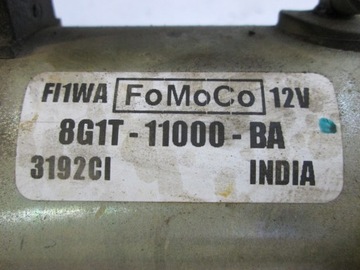 FI1WA FoMoCo 12V
8G1T - 11000 - BA
3192CI INDIA